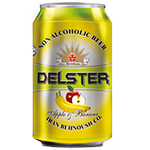 NON ALCOHOLIC BEER
DELSTER
Apple & Banana
IRAN BEHNOUSH CO.